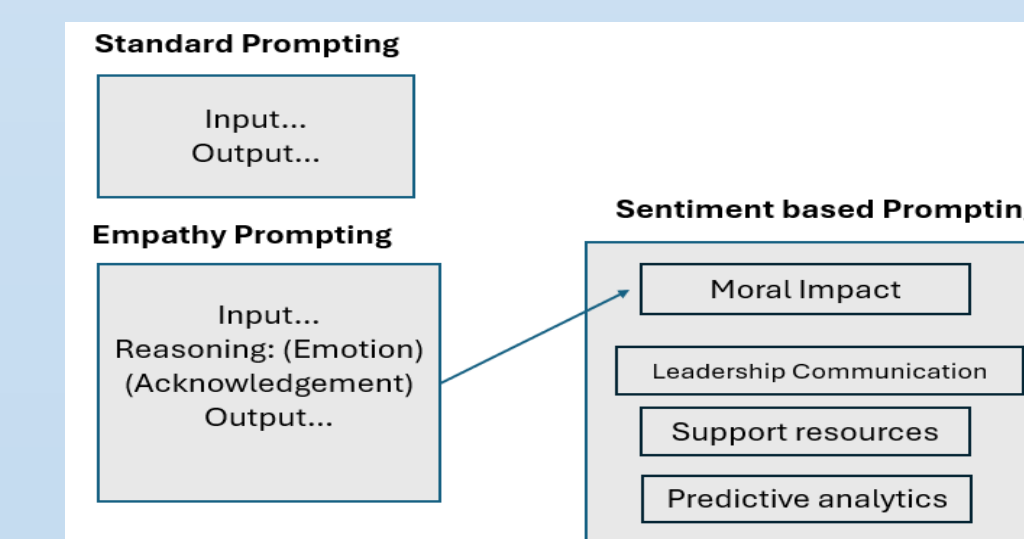 Standard Prompting
Input...
Output...
Empathy Prompting
Input...
Reasoning: (Emotion)
(Acknowledgement)
Output...
Sentiment based Promptin
Moral Impact
Leadership Communication
Support resources
Predictive analytics